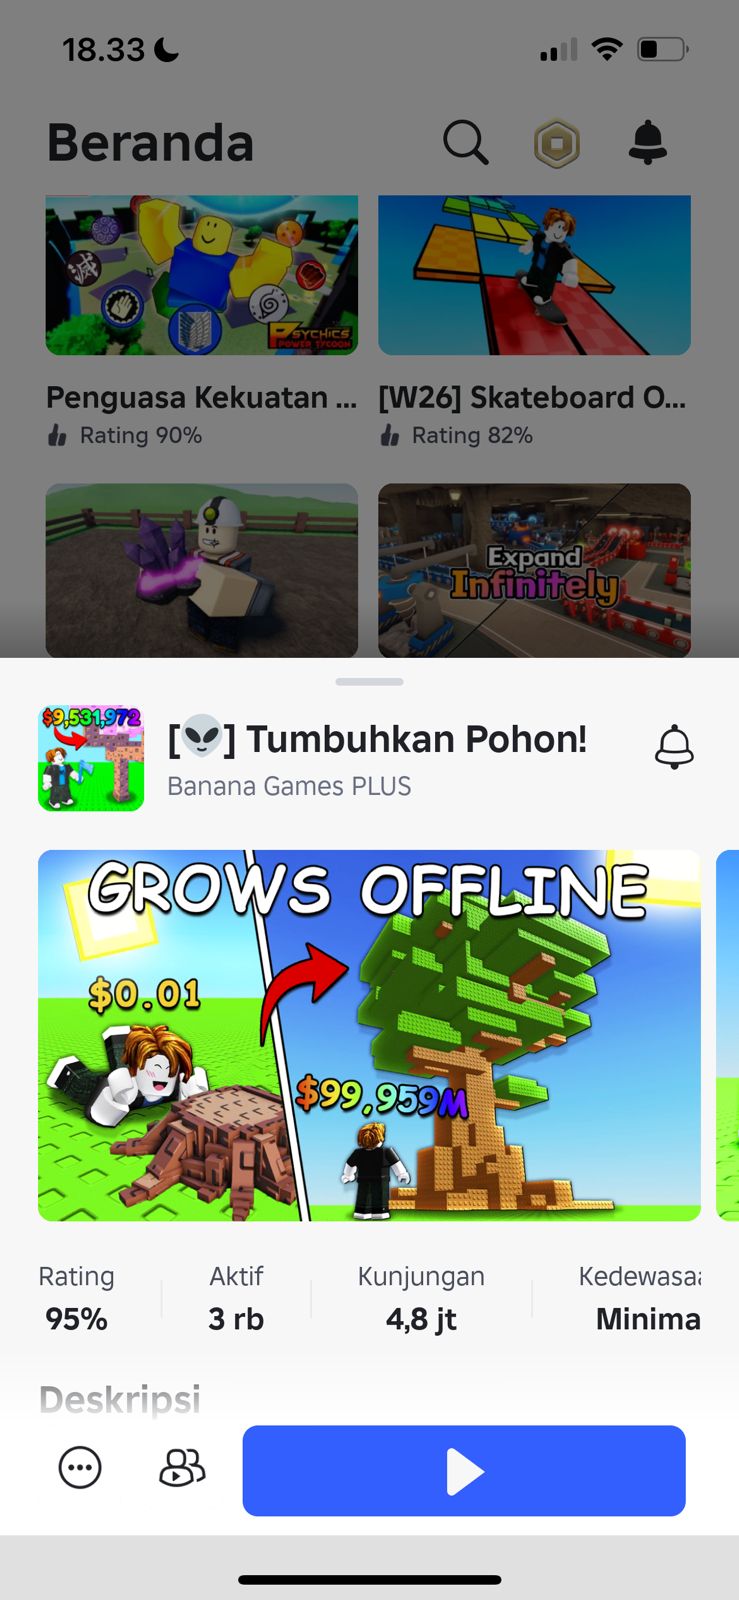 18.33
Beranda
PSYCHICS
POWER TYCOON
Penguasa Kekuatan ...
[W26] Skateboard O...
Rating 90%
Rating 82%
Expand
Infinitely
$9,531,972
[👽] Tumbuhkan Pohon!
Banana Games PLUS
GROWS OFFLINE
$0.01
$99,959M
Rating
Aktif
Kunjungan
Kedewasaa
95%
3 rb
4,8 jt
Minima
Deskripsi